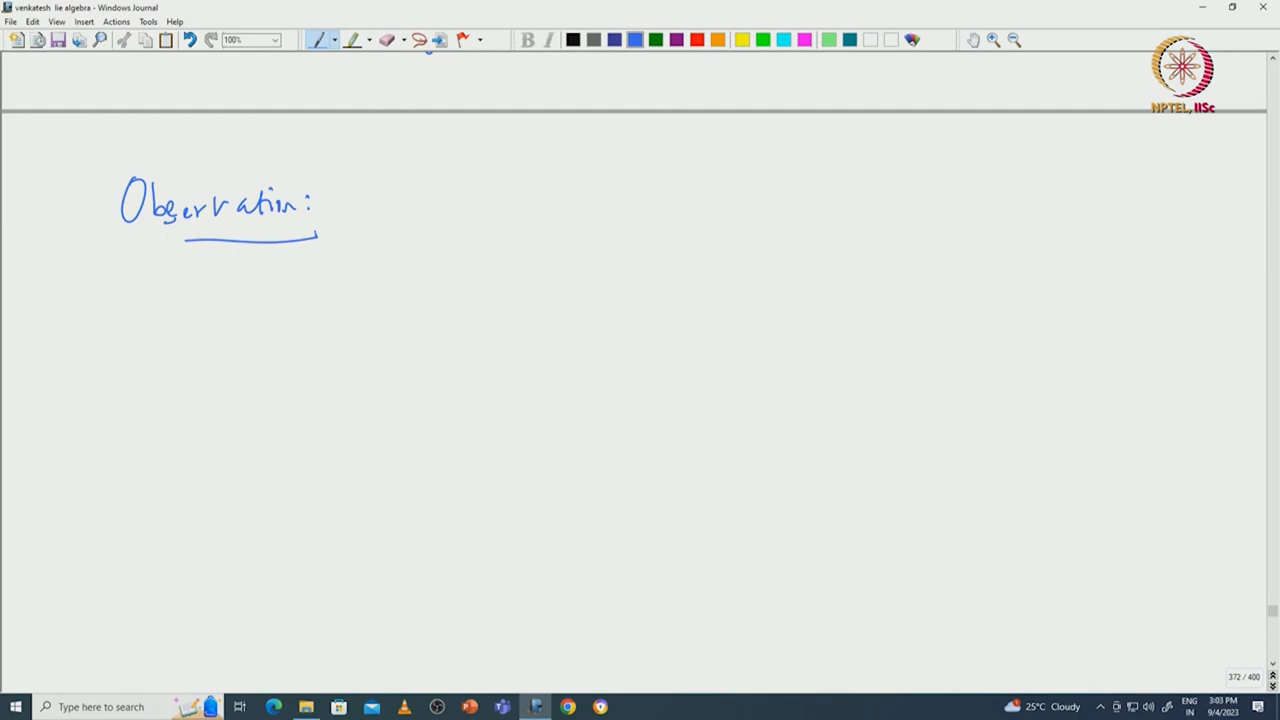 venkatesh lie algebra - Windows Journal
File Edit View Insert Actions Tools Help
100%
B I
NPTEL, IISc
Observation:
372 / 400
Type here to search
25°C Cloudy
ENG
IN
3:03 PM
9/4/2023